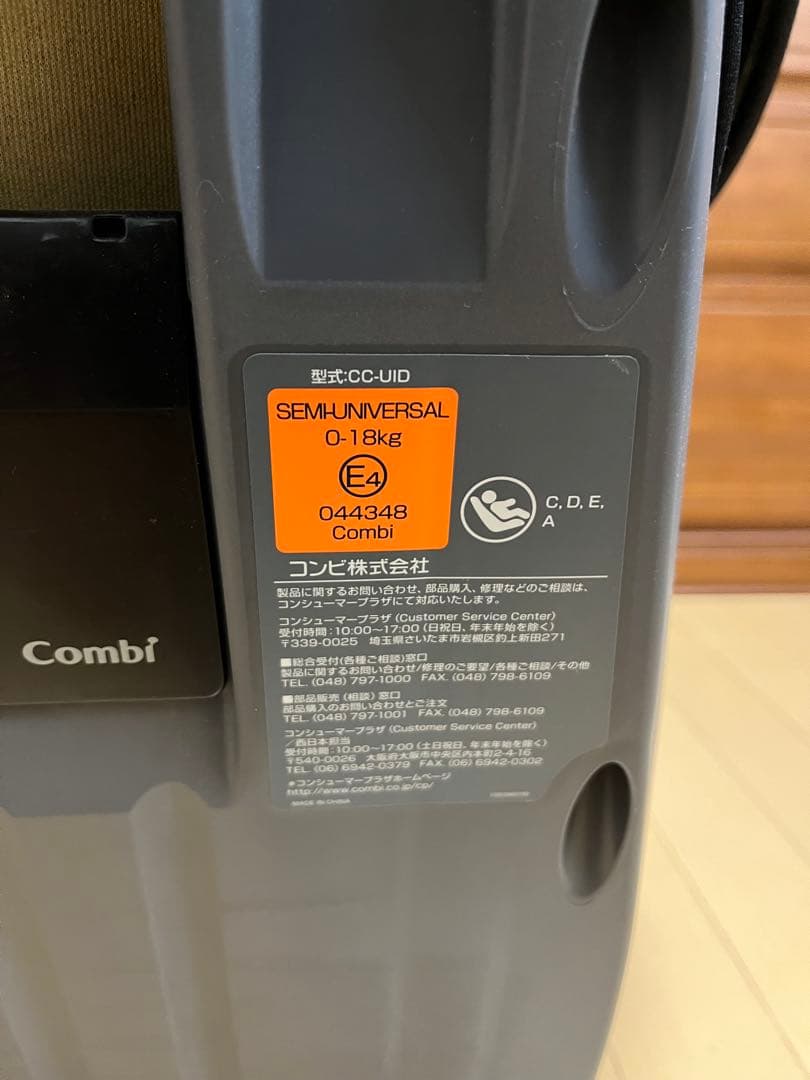 型式:CC-UID
SEMI-UNIVERSAL
0-18kg
E4
044348
Combi
C, D, E,
A
コンビ株式会社
製品に関するお問い合わせ、部品購入、修理などのご相談は、
コンシューマープラザにて対応いたします。
コンシューマープラザ (Customer Service Center)
受付時間:10:00~17:00 (日祝日、年末年始を除く)
〒339-0025 埼玉県さいたま市岩槻区釣上新田271
■総合受付(各種ご相談)窓口
製品に関するお問い合わせ/修理のご要望/各種ご相談/その他
TEL. (048) 797-1000 FAX. (048) 798-6109
■部品販売 (相談) 窓口
部品購入のお問い合わせとご注文
TEL. (048) 797-1001 FAX. (048) 798-6109
コンシューマープラザ (Customer Service Center)
/西日本担当
受付時間:10:00~17:00 (土日祝日、年末年始を除く)
〒540-0026 大阪府大阪市中央区内本町2-4-16
TEL. (06) 6942-0379 FAX. (06) 6942-0302
*コンシューマープラザホームページ
http://www.combi.co.jp/cp/
MADE IN CHINA
Combi